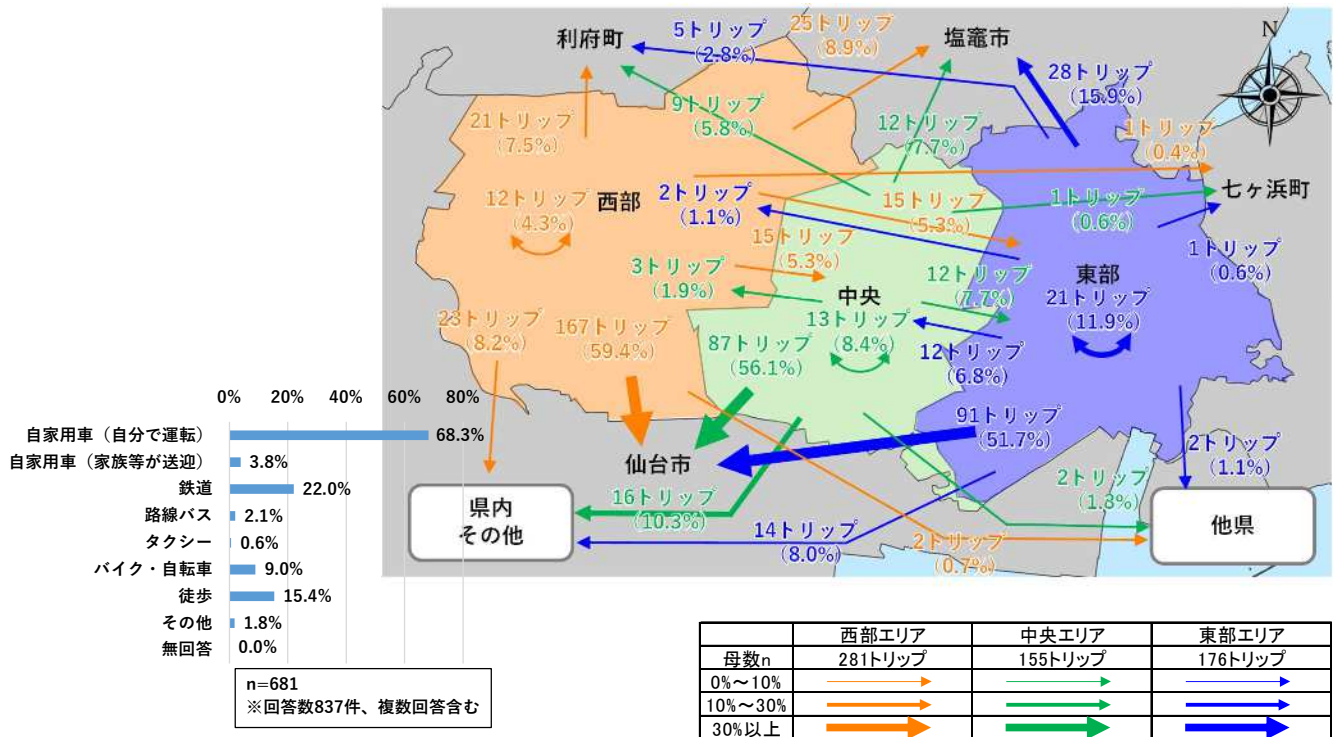 利府町
5トリップ
(2.8%)
25トリップ
(8.9%)
塩竈市
N
28トリップ
(15.9%)
21トリップ
(7.5%)
9トリップ
(5.8%)
12トリップ
(7.7%)
1トリップ
(0.4%)
12トリップ
(4.3%)
西部
2トリップ
(1.1%)
15トリップ
(5.3%)
1トリップ
(0.6%)
七ヶ浜町
15トリップ
(5.3%)
1トリップ
(0.6%)
3トリップ
(1.9%)
中央
12トリップ
(7.7%)
東部
21トリップ
(11.9%)
23トリップ
(8.2%)
167トリップ
(59.4%)
87トリップ
(56.1%)
13トリップ
(8.4%)
12トリップ
(6.8%)
91トリップ
(51.7%)
2トリップ
(1.1%)
仙台市
16トリップ
(10.3%)
2トリップ
(1.3%)
県内
その他
14トリップ
(8.0%)
2トリップ
(0.7%)
他県
0% 20% 40% 60% 80%
自家用車（自分で運転） 68.3%
自家用車（家族等が送迎） 3.8%
鉄道 22.0%
路線バス 2.1%
タクシー 0.6%
バイク・自転車 9.0%
徒歩 15.4%
その他 1.8%
無回答 0.0%
n=681
※回答数837件、複数回答含む
西部エリア 中央エリア 東部エリア
母数n 281トリップ 155トリップ 176トリップ
0%～10%
10%～30%
30%以上